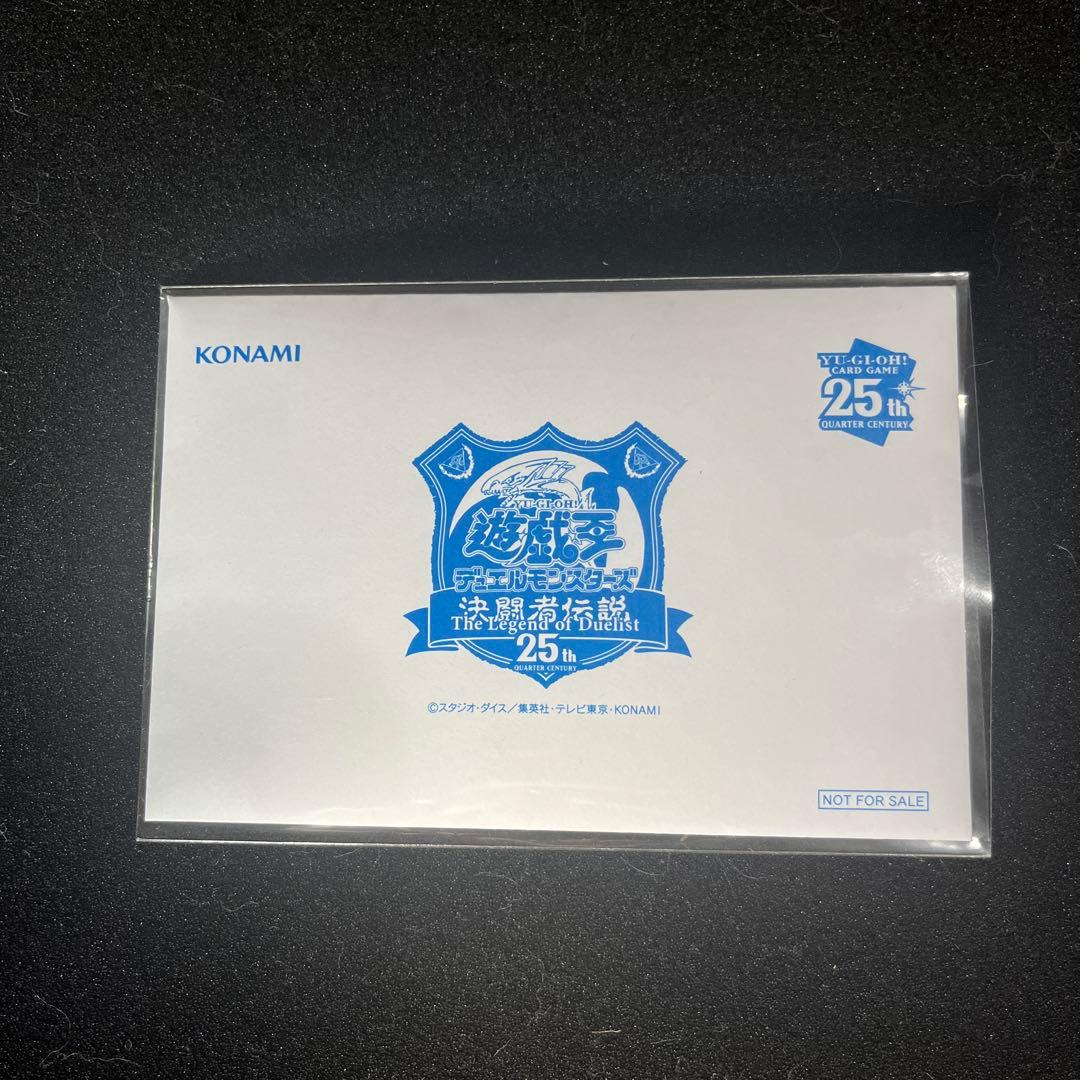 KONAMI
YU-GI-OH!
CARD GAME
25th
QUARTER CENTURY
YU-GI-OH!
遊戯王
デュエルモンスターズ
決闘者伝説
The Legend of Duelist
25th
QUARTER CENTURY
©スタジオ・ダイス／集英社・テレビ東京・KONAMI
NOT FOR SALE